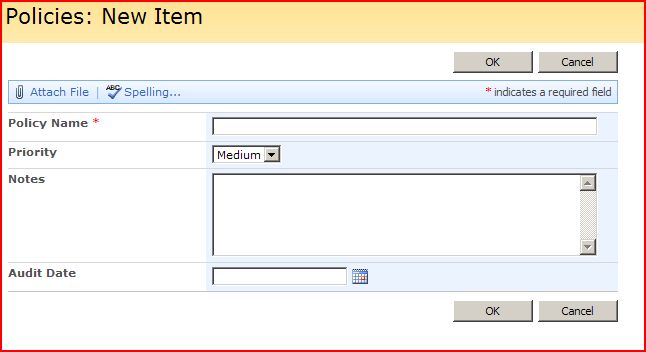 Policies: New Item
OK Cancel
Attach File | ABC Spelling... * indicates a required field
Policy Name *
Priority Medium
Notes
Audit Date
OK Cancel